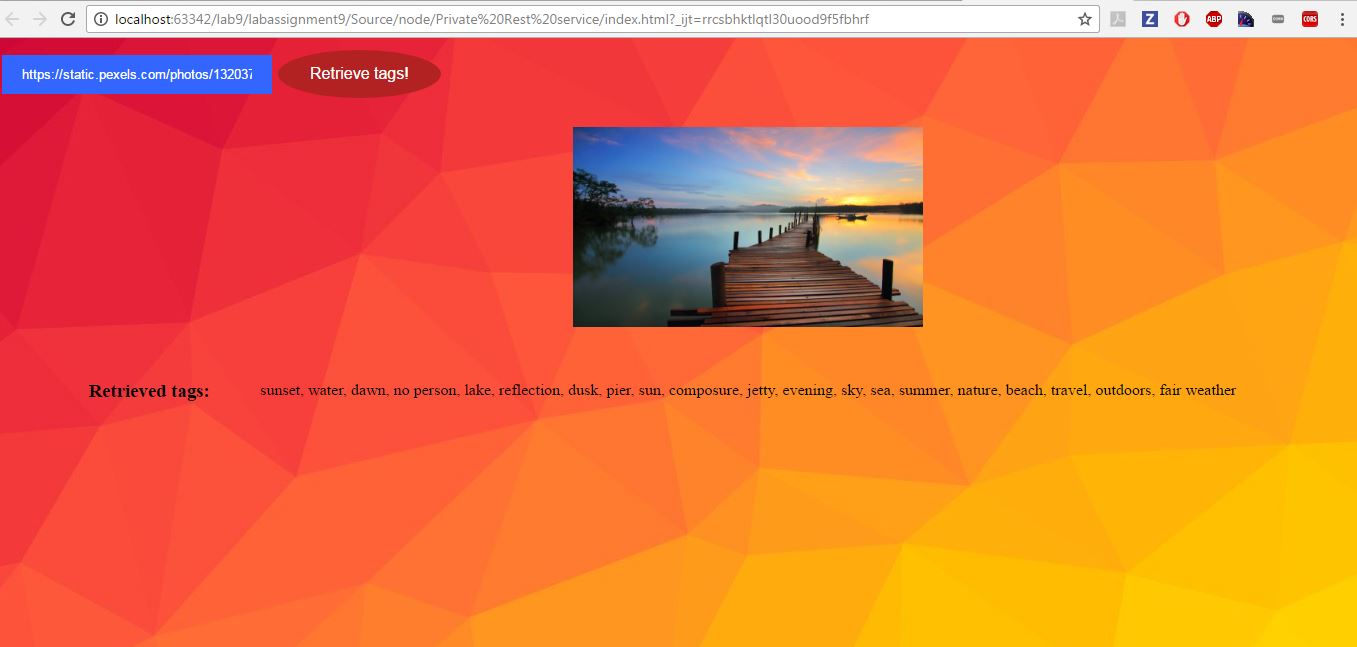 localhost:63342/lab9/labassignment9/Source/node/Private%20Rest%20service/index.html?_ijt=rrcsbhktlqtl30uood9f5fbhrf
Z
ABP
CORS
https://static.pexels.com/photos/132037
Retrieve tags!
Retrieved tags: sunset, water, dawn, no person, lake, reflection, dusk, pier, sun, composure, jetty, evening, sky, sea, summer, nature, beach, travel, outdoors, fair weather